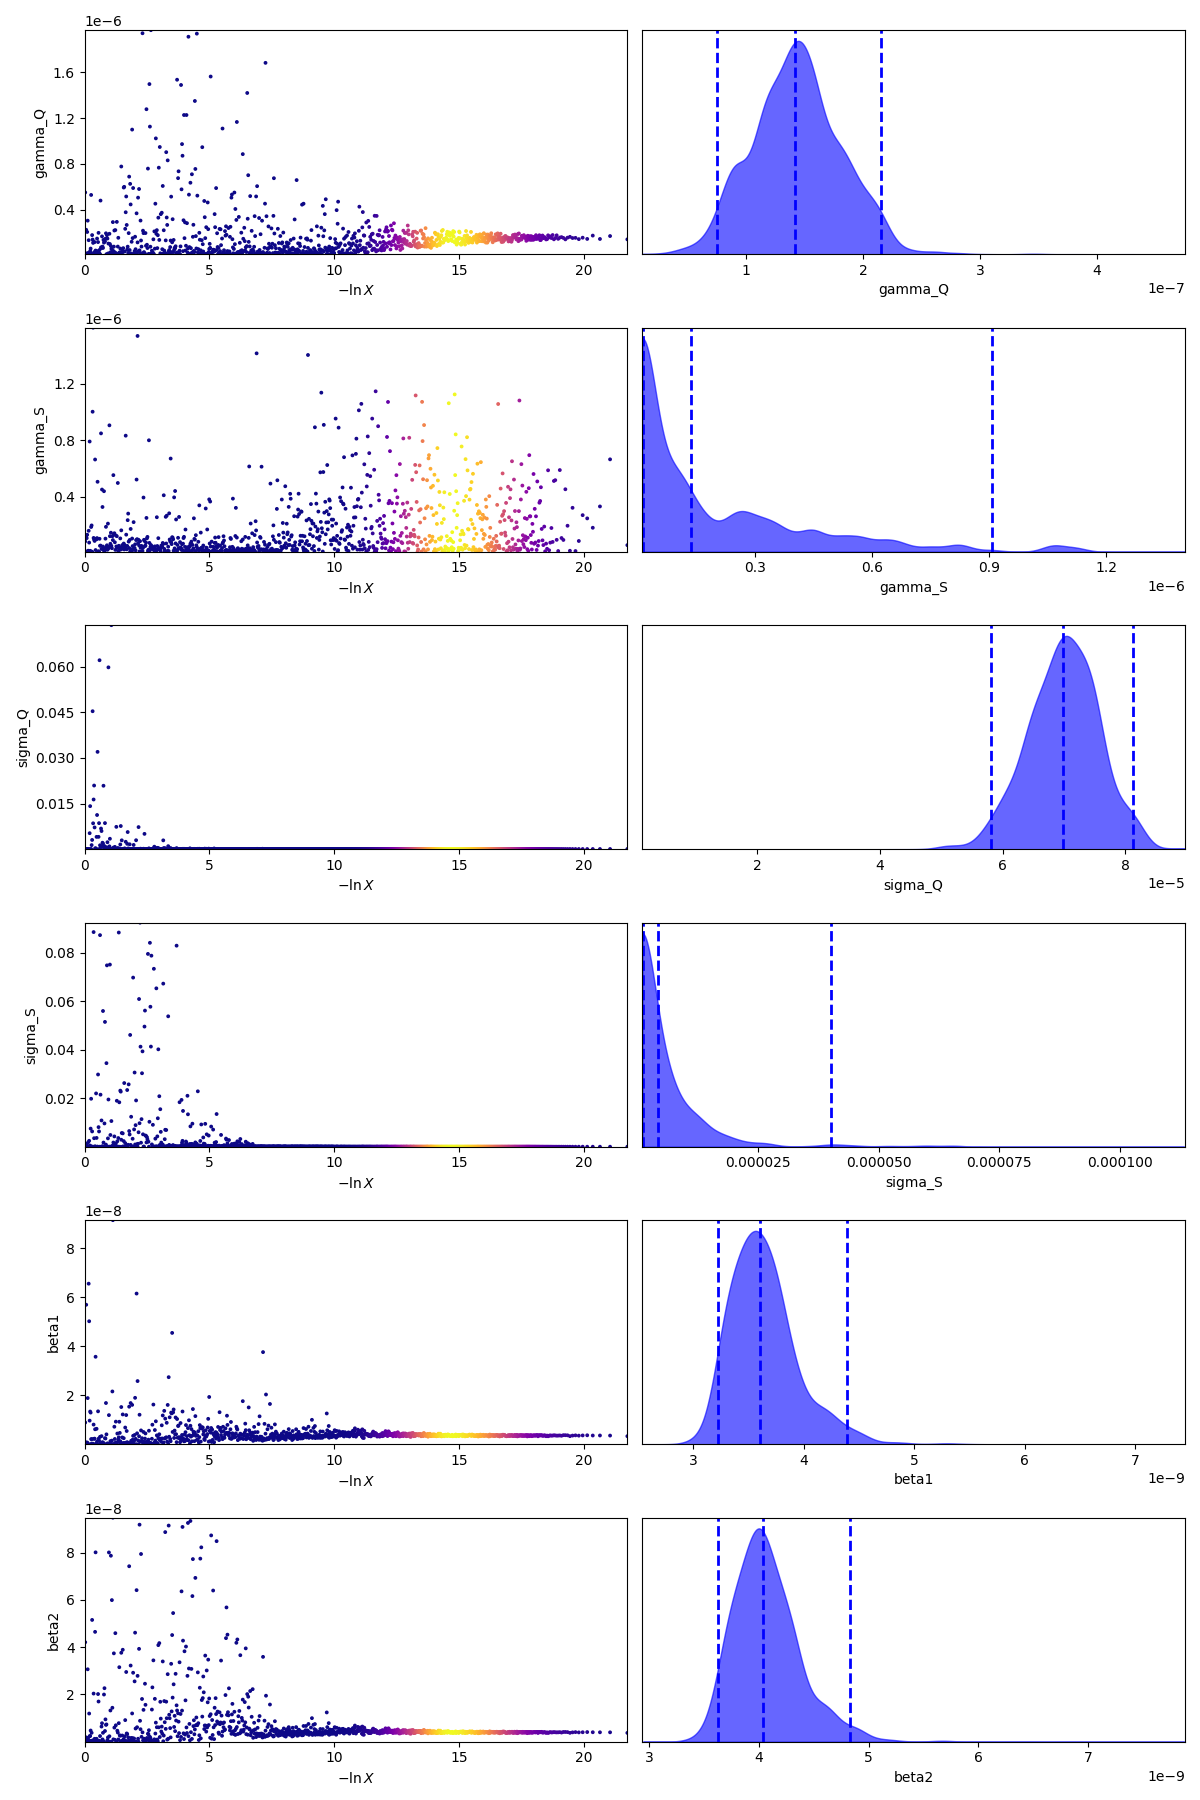 1e−6
gamma_Q
1.6
1.2
0.8
0.4
0 5 10 15 20
−ln X
1 2 3 4
1e−7
gamma_Q
1e−6
gamma_S
1.2
0.8
0.4
0 5 10 15 20
−ln X
0.3 0.6 0.9 1.2
1e−6
gamma_S
sigma_Q
0.060
0.045
0.030
0.015
0 5 10 15 20
−ln X
2 4 6 8
1e−5
sigma_Q
sigma_S
0.08
0.06
0.04
0.02
0 5 10 15 20
−ln X
0.000025 0.000050 0.000075 0.000100
sigma_S
1e−8
beta1
8
6
4
2
0 5 10 15 20
−ln X
3 4 5 6 7
1e−9
beta1
1e−8
beta2
8
6
4
2
0 5 10 15 20
−ln X
3 4 5 6 7
1e−9
beta2